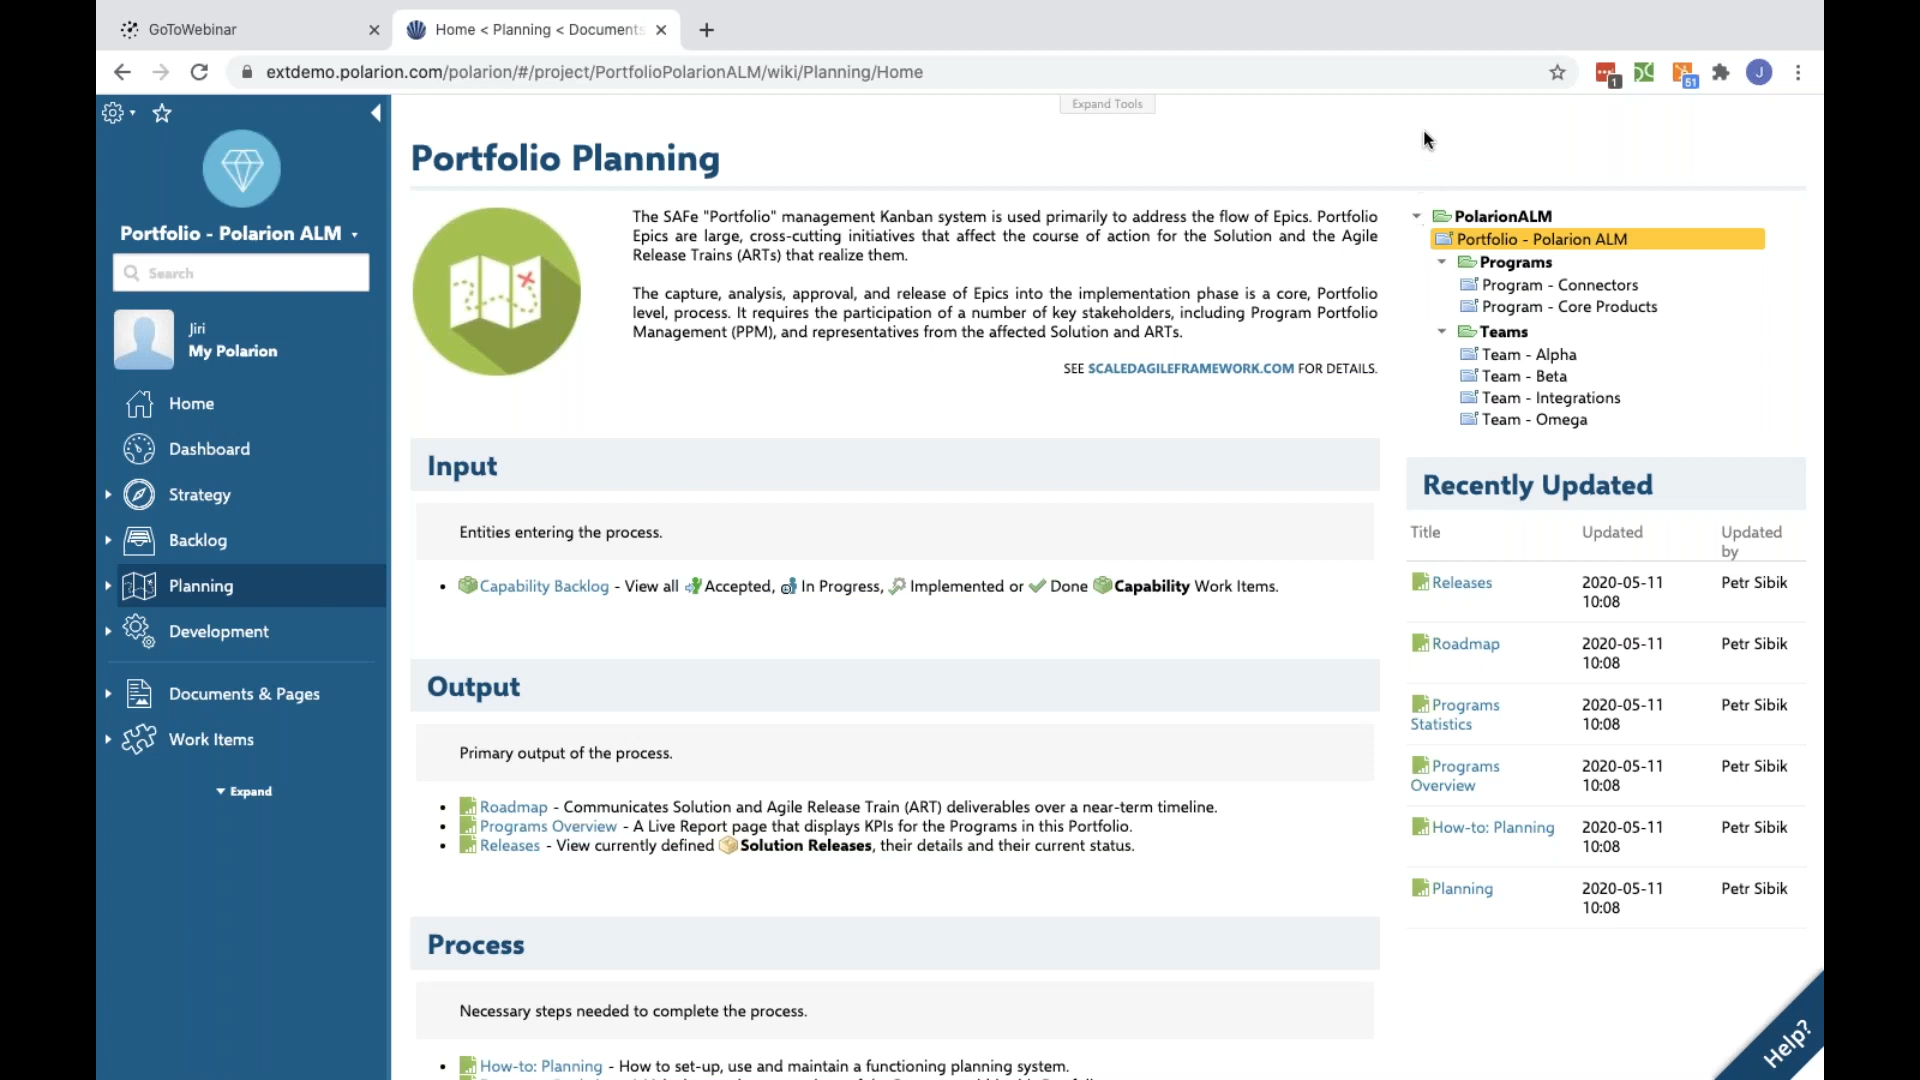 GoToWebinar
Home < Planning < Documents
extdemo.polarion.com/polarion/#/project/PortfolioPolarionALM/wiki/Planning/Home
1
51
J
Expand Tools
Portfolio - Polarion ALM
Search
Jiri
My Polarion
Home
Dashboard
Strategy
Backlog
Planning
Development
Documents & Pages
Work Items
Expand
Portfolio Planning
The SAFe "Portfolio" management Kanban system is used primarily to address the flow of Epics. Portfolio
Epics are large, cross-cutting initiatives that affect the course of action for the Solution and the Agile
Release Trains (ARTs) that realize them.
The capture, analysis, approval, and release of Epics into the implementation phase is a core, Portfolio
level, process. It requires the participation of a number of key stakeholders, including Program Portfolio
Management (PPM), and representatives from the affected Solution and ARTs.
SEE SCALEDAGILEFRAMEWORK.COM FOR DETAILS.
Input
Entities entering the process.
• Capability Backlog - View all Accepted, In Progress, Implemented or Done Capability Work Items.
Output
Primary output of the process.
• Roadmap - Communicates Solution and Agile Release Train (ART) deliverables over a near-term timeline.
• Programs Overview - A Live Report page that displays KPIs for the Programs in this Portfolio.
• Releases - View currently defined Solution Releases, their details and their current status.
Process
Necessary steps needed to complete the process.
• How-to: Planning - How to set-up, use and maintain a functioning planning system.
PolarionALM
Portfolio - Polarion ALM
Programs
Program - Connectors
Program - Core Products
Teams
Team - Alpha
Team - Beta
Team - Integrations
Team - Omega
Recently Updated
Title Updated Updated
by
Releases 2020-05-11 Petr Sibik
10:08
Roadmap 2020-05-11 Petr Sibik
10:08
Programs 2020-05-11 Petr Sibik
Statistics 10:08
Programs 2020-05-11 Petr Sibik
Overview 10:08
How-to: Planning 2020-05-11 Petr Sibik
10:08
Planning 2020-05-11 Petr Sibik
10:08
Help?